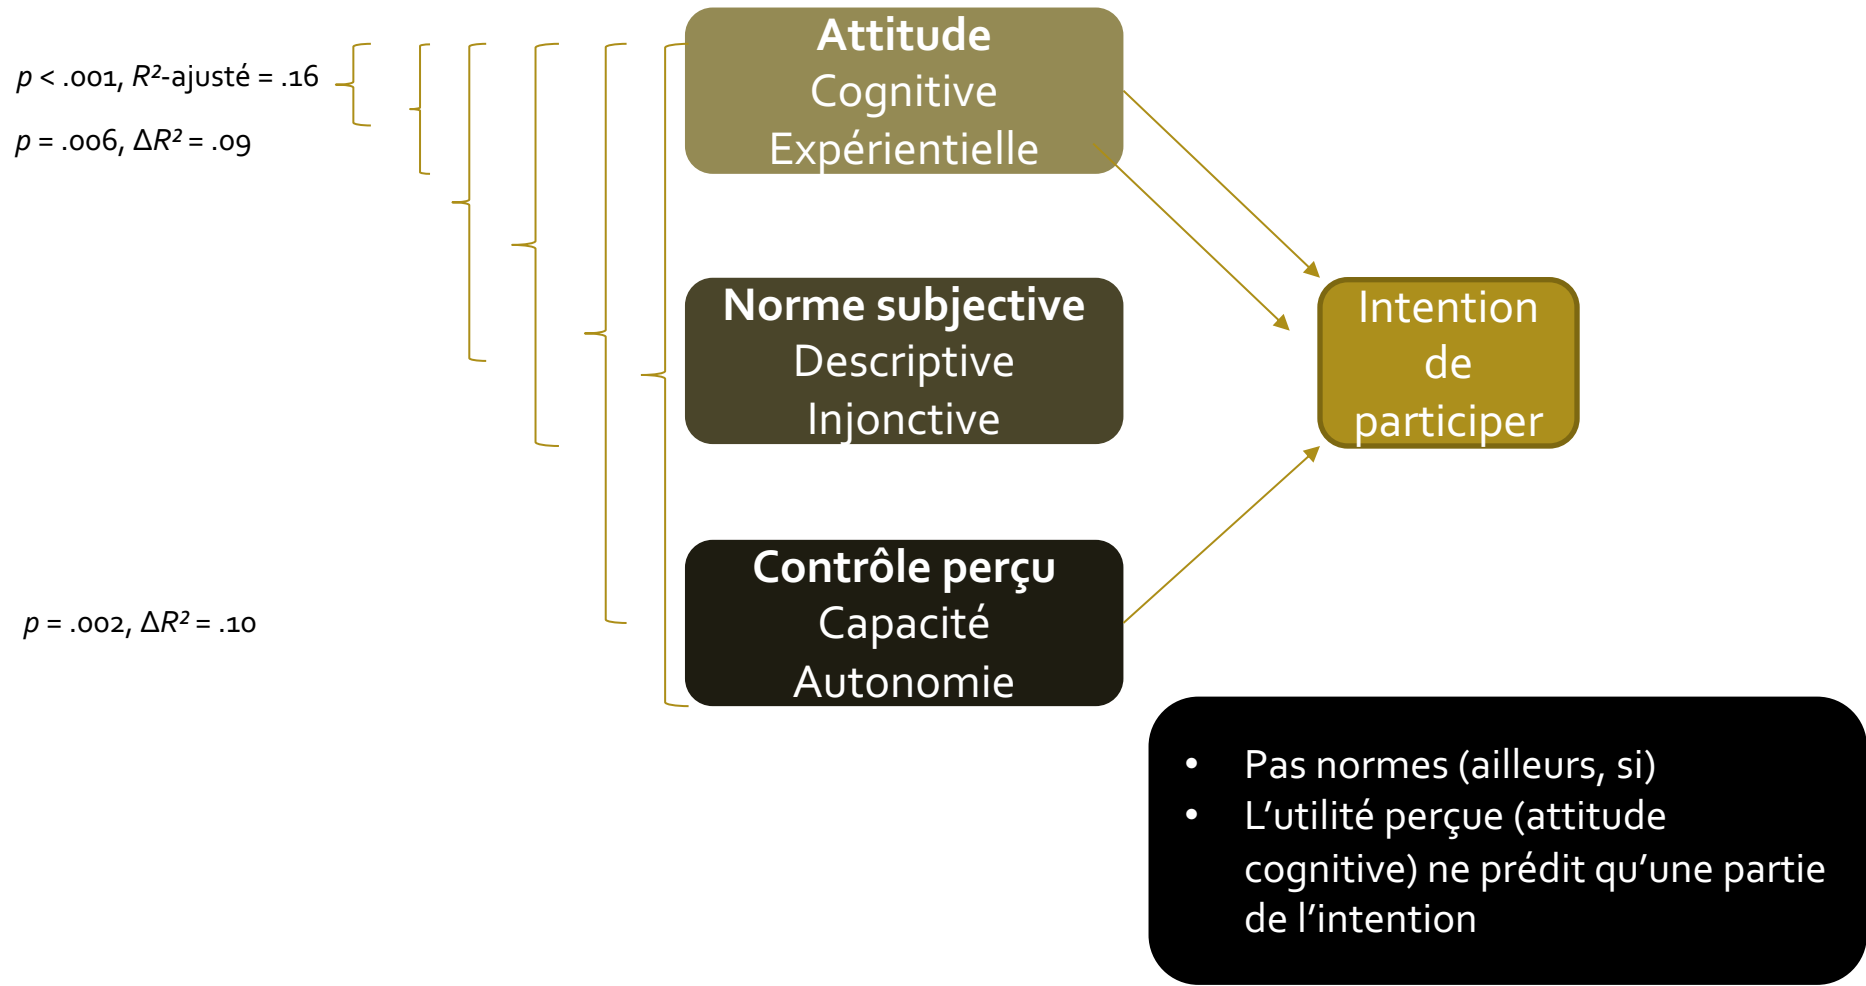 p < .001, R²-ajusté = .16
p = .006, ΔR² = .09
p = .002, ΔR² = .10
Attitude
Cognitive
Expérientielle
Norme subjective
Descriptive
Injonctive
Contrôle perçu
Capacité
Autonomie
Intention
de
participer
• Pas normes (ailleurs, si)
• L’utilité perçue (attitude
cognitive) ne prédit qu’une partie
de l’intention